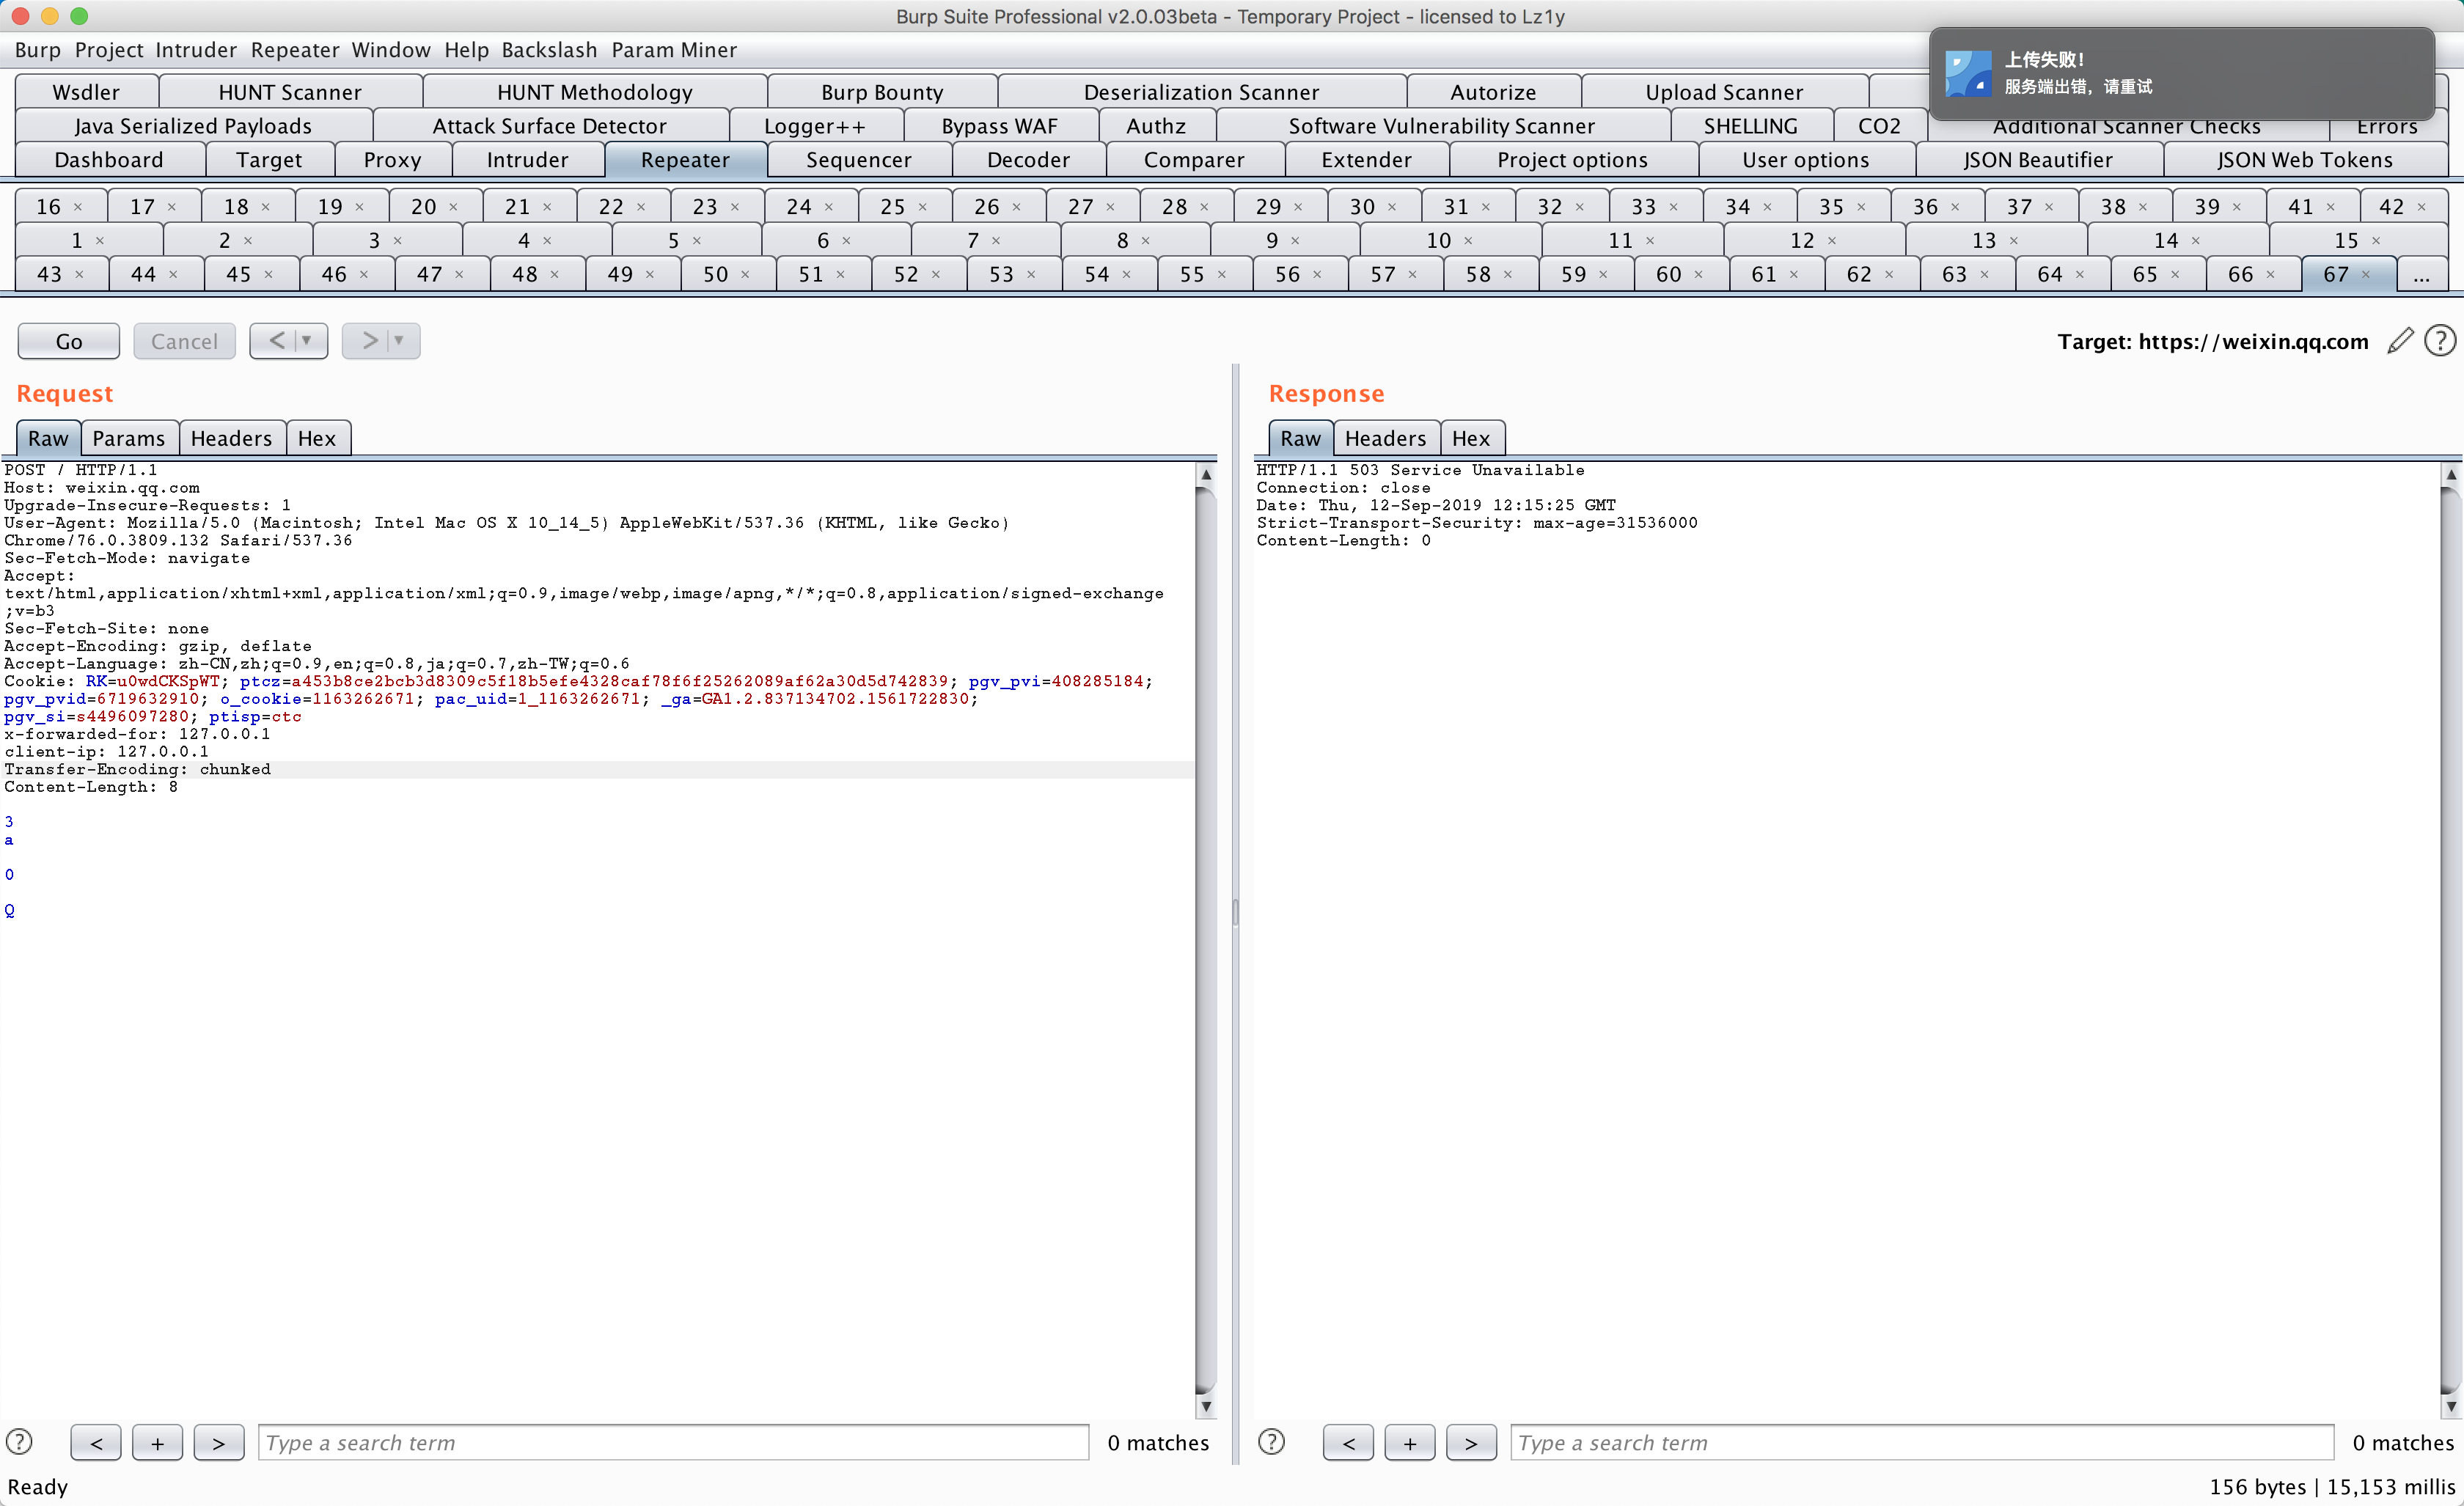 Burp Suite Professional v2.0.03beta - Temporary Project - licensed to Lz1y
Burp Project Intruder Repeater Window Help Backslash Param Miner
上传失败！
服务端出错，请重试
Wsdler HUNT Scanner HUNT Methodology Burp Bounty Deserialization Scanner Autorize Upload Scanner
Java Serialized Payloads Attack Surface Detector Logger++ Bypass WAF Authz Software Vulnerability Scanner SHELLING CO2 Additional Scanner Checks Errors
Dashboard Target Proxy Intruder Repeater Sequencer Decoder Comparer Extender Project options User options JSON Beautifier JSON Web Tokens
16 × 17 × 18 × 19 × 20 × 21 × 22 × 23 × 24 × 25 × 26 × 27 × 28 × 29 × 30 × 31 × 32 × 33 × 34 × 35 × 36 × 37 × 38 × 39 × 41 × 42 ×
1 × 2 × 3 × 4 × 5 × 6 × 7 × 8 × 9 × 10 × 11 × 12 × 13 × 14 × 15 ×
43 × 44 × 45 × 46 × 47 × 48 × 49 × 50 × 51 × 52 × 53 × 54 × 55 × 56 × 57 × 58 × 59 × 60 × 61 × 62 × 63 × 64 × 65 × 66 × 67 × ...
Go Cancel < > Target: https://weixin.qq.com ?
Request
Raw Params Headers Hex
POST / HTTP/1.1
Host: weixin.qq.com
Upgrade-Insecure-Requests: 1
User-Agent: Mozilla/5.0 (Macintosh; Intel Mac OS X 10_14_5) AppleWebKit/537.36 (KHTML, like Gecko)
Chrome/76.0.3809.132 Safari/537.36
Sec-Fetch-Mode: navigate
Accept:
text/html,application/xhtml+xml,application/xml;q=0.9,image/webp,image/apng,*/*;q=0.8,application/signed-exchange
;v=b3
Sec-Fetch-Site: none
Accept-Encoding: gzip, deflate
Accept-Language: zh-CN,zh;q=0.9,en;q=0.8,ja;q=0.7,zh-TW;q=0.6
Cookie: RK=u0wdCKSpWT; ptcz=a453b8ce2bcb3d8309c5f18b5efe4328caf78f6f25262089af62a30d5d742839; pgv_pvi=408285184;
pgv_pvid=6719632910; o_cookie=1163262671; pac_uid=1_1163262671; _ga=GA1.2.837134702.1561722830;
pgv_si=s4496097280; ptisp=ctc
x-forwarded-for: 127.0.0.1
client-ip: 127.0.0.1
Transfer-Encoding: chunked
Content-Length: 8
3
a
0
Q
Response
Raw Headers Hex
HTTP/1.1 503 Service Unavailable
Connection: close
Date: Thu, 12-Sep-2019 12:15:25 GMT
Strict-Transport-Security: max-age=31536000
Content-Length: 0
? < + > Type a search term 0 matches
? < + > Type a search term 0 matches
Ready
156 bytes | 15,153 millis